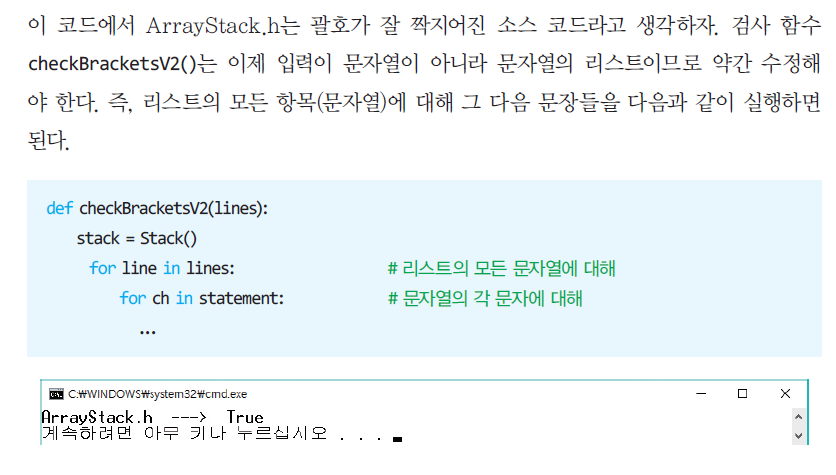 이 코드에서 ArrayStack.h는 괄호가 잘 짝지어진 소스 코드라고 생각하자. 검사 함수
checkBracketsV2()는 이제 입력이 문자열이 아니라 문자열의 리스트이므로 약간 수정해
야 한다. 즉, 리스트의 모든 항목(문자열)에 대해 그 다음 문장들을 다음과 같이 실행하면
된다.
def checkBracketsV2(lines):
stack = Stack()
for line in lines: # 리스트의 모든 문자열에 대해
for ch in statement: # 문자열의 각 문자에 대해
...
C:₩WINDOWS₩system32₩cmd.exe
ArrayStack.h ---> True
계속하려면 아무 키나 누르십시오 . . .